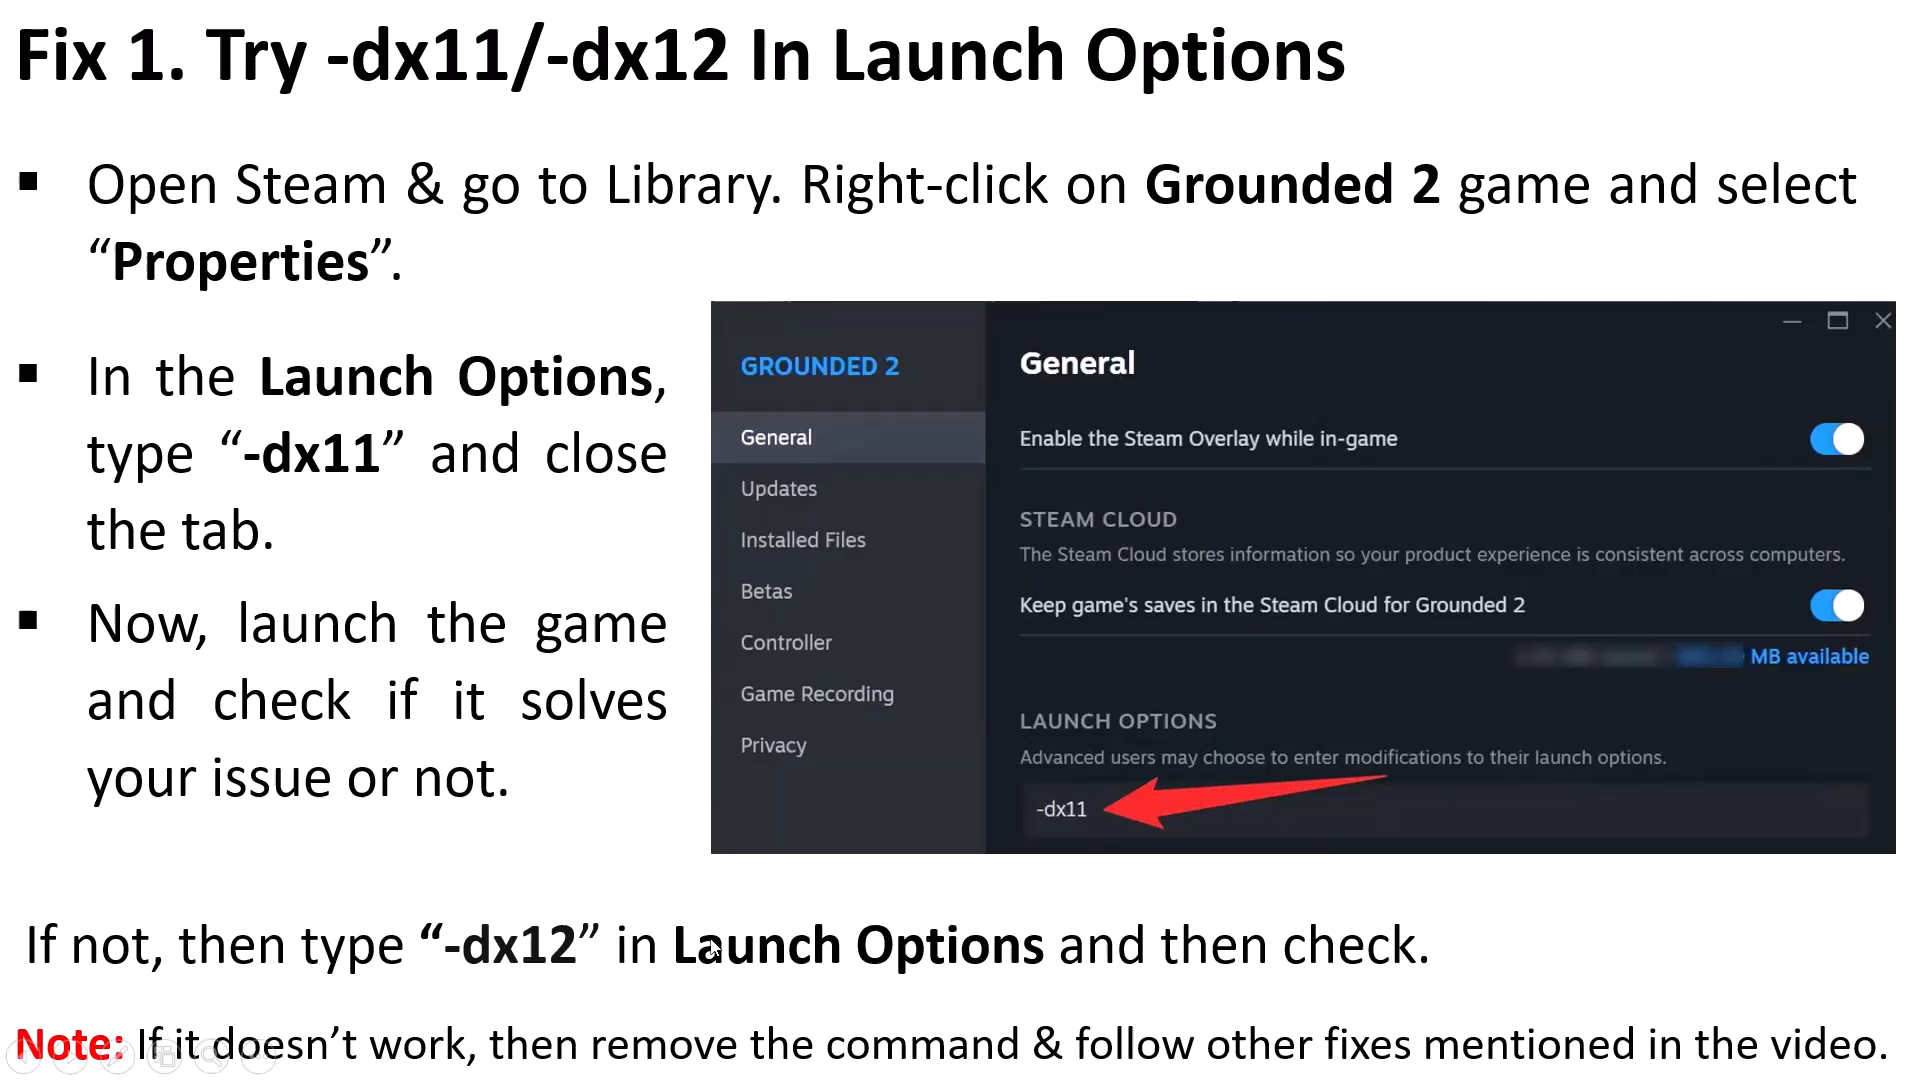 Fix 1. Try -dx11/-dx12 In Launch Options
▪ Open Steam & go to Library. Right-click on Grounded 2 game and select
“Properties”.
▪ In the Launch Options,
type “-dx11” and close
the tab.
▪ Now, launch the game
and check if it solves
your issue or not.
GROUNDED 2
General
Updates
Installed Files
Betas
Controller
Game Recording
Privacy
General
Enable the Steam Overlay while in-game
STEAM CLOUD
The Steam Cloud stores information so your product experience is consistent across computers.
Keep game's saves in the Steam Cloud for Grounded 2
MB available
LAUNCH OPTIONS
Advanced users may choose to enter modifications to their launch options.
-dx11
If not, then type “-dx12” in Launch Options and then check.
Note: If it doesn’t work, then remove the command & follow other fixes mentioned in the video.